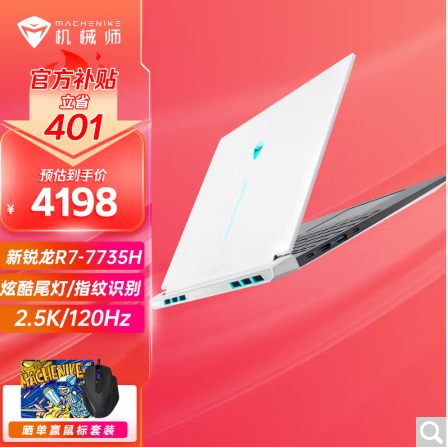 MACHENIKE
机械师
官方补贴
立省
401
预估到手价
¥4198
新锐龙R7-7735H
炫酷尾灯/指纹识别
2.5K/120Hz
MACHENIKE
晒单赢鼠标套装